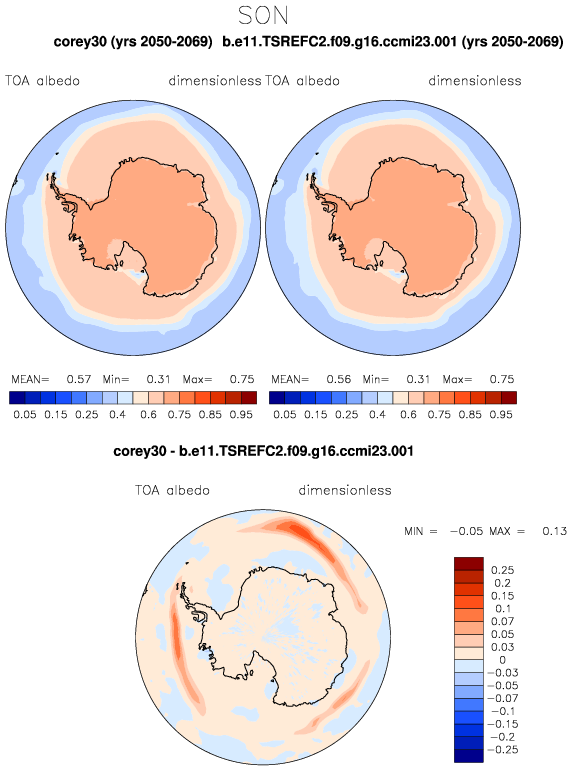 SON
corey30 (yrs 2050-2069) b.e11.TSREFC2.f09.g16.ccmi23.001 (yrs 2050-2069)
TOA albedo dimensionless TOA albedo dimensionless
MEAN= 0.57 Min= 0.31 Max= 0.75 MEAN= 0.56 Min= 0.31 Max= 0.75
0.05 0.15 0.25 0.4 0.6 0.75 0.85 0.95 0.05 0.15 0.25 0.4 0.6 0.75 0.85 0.95
corey30 - b.e11.TSREFC2.f09.g16.ccmi23.001
TOA albedo dimensionless
MIN = -0.05 MAX = 0.13
0.25
0.2
0.15
0.1
0.07
0.05
0.03
0
-0.03
-0.05
-0.07
-0.1
-0.15
-0.2
-0.25